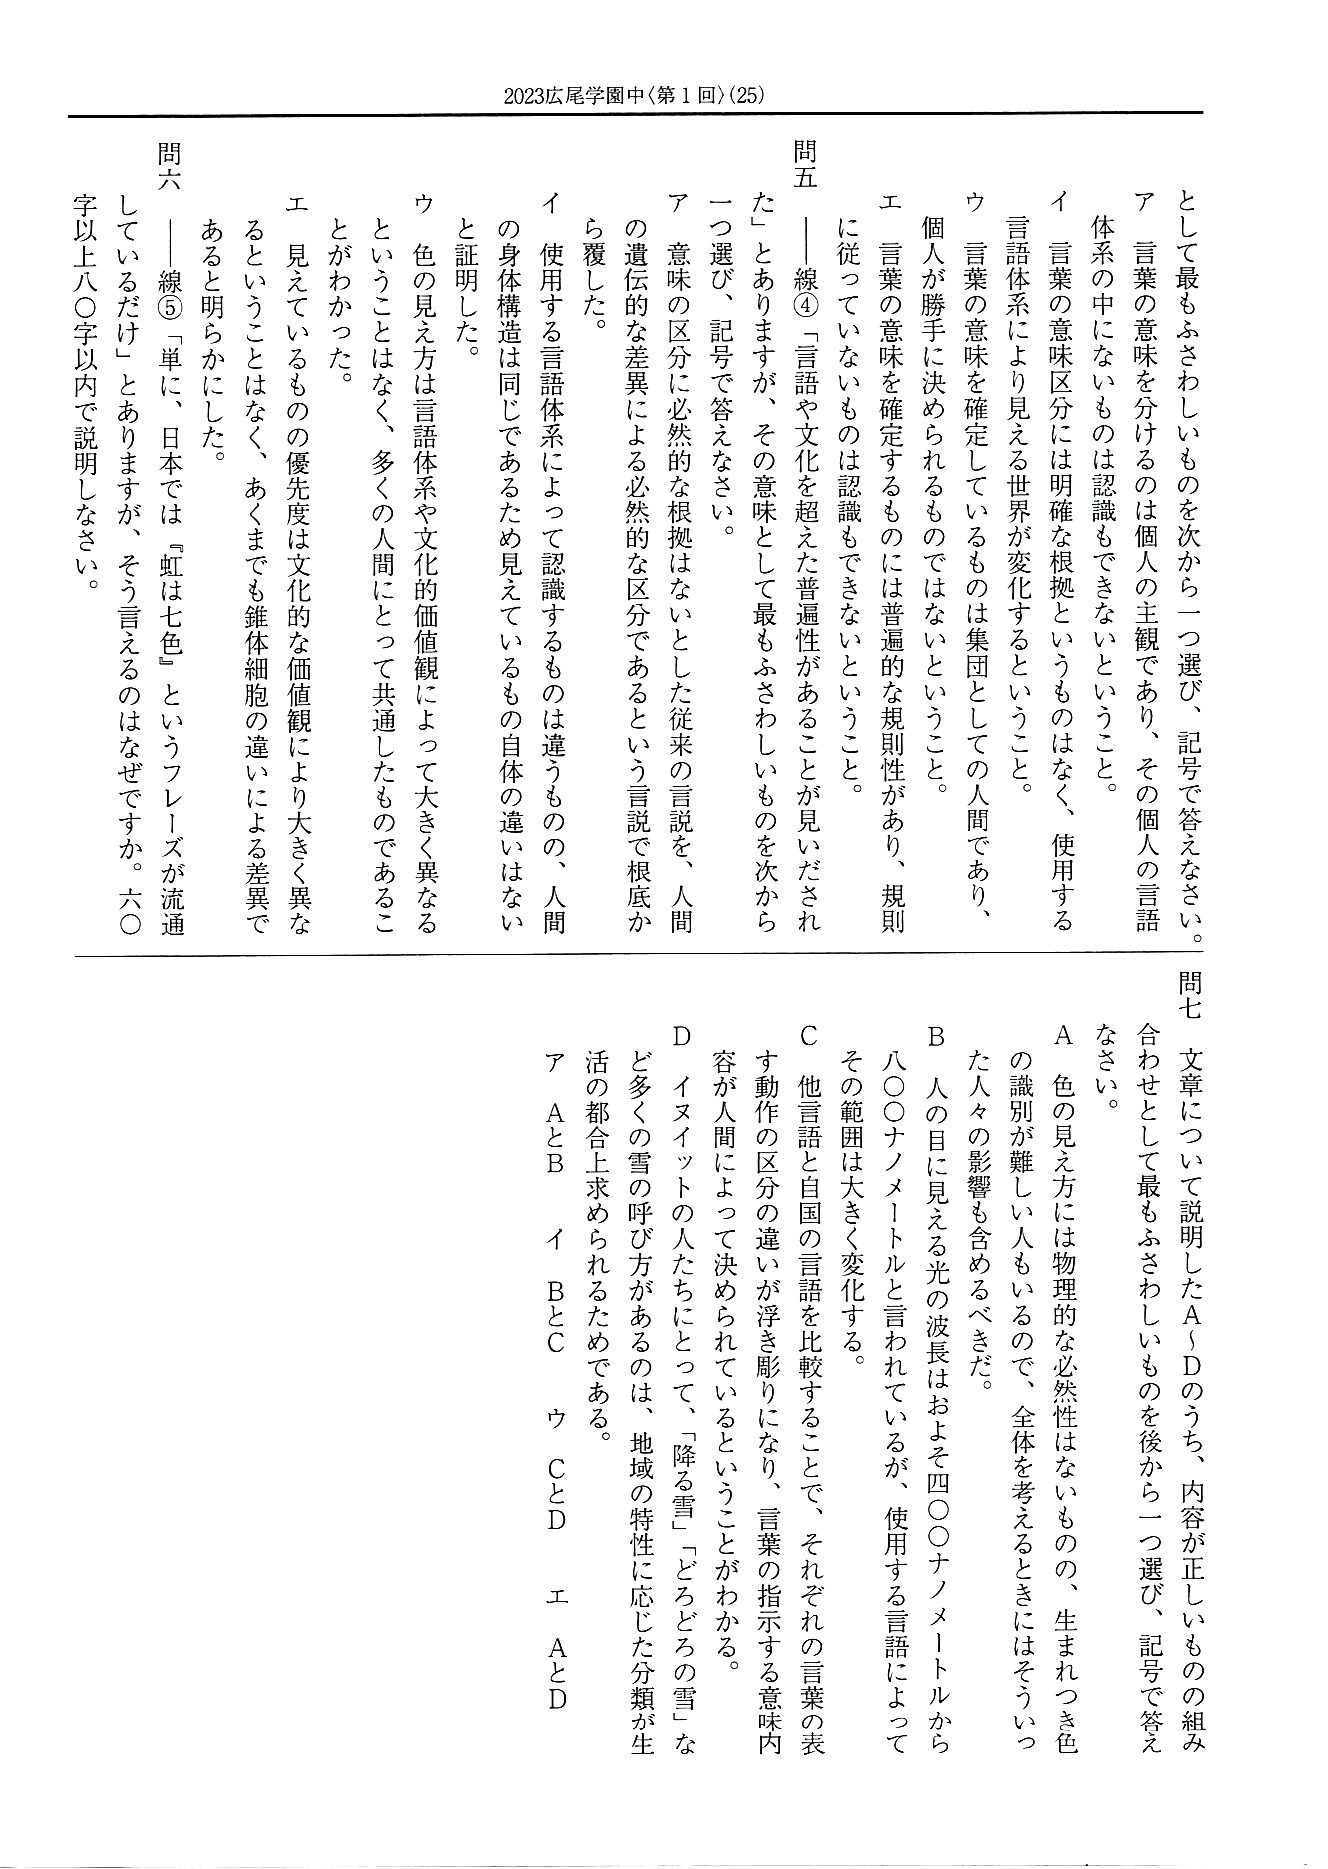 2023広尾学園中〈第1回〉(25)
として最もふさわしいものを次から一つ選び、記号で答えなさい。
ア　言葉の意味を分けるのは個人の主観であり、その個人の言語
体系の中にないものは認識もできないということ。
イ　言葉の意味区分には明確な根拠というものはなく、使用する
言語体系により見える世界が変化するということ。
ウ　言葉の意味を確定しているものは集団としての人間であり、
個人が勝手に決められるものではないということ。
エ　言葉の意味を確定するものには普遍的な規則性があり、規則
に従っていないものは認識もできないということ。
問五　――線④「言語や文化を超えた普遍性があることが見いだされ
た」とありますが、その意味として最もふさわしいものを次から
一つ選び、記号で答えなさい。
ア　意味の区分に必然的な根拠はないとした従来の言説を、人間
の遺伝的な差異による必然的な区分であるという言説で根底か
ら覆した。
イ　使用する言語体系によって認識するものは違うものの、人間
の身体構造は同じであるため見えているもの自体の違いはない
と証明した。
ウ　色の見え方は言語体系や文化的価値観によって大きく異なる
ということはなく、多くの人間にとって共通したものであるこ
とがわかった。
エ　見えているものの優先度は文化的な価値観により大きく異な
るということはなく、あくまでも錐体細胞の違いによる差異で
あると明らかにした。
問六　――線⑤「単に、日本では『虹は七色』というフレーズが流通
しているだけ」とありますが、そう言えるのはなぜですか。六〇
字以上八〇字以内で説明しなさい。
問七　文章について説明したA～Dのうち、内容が正しいものの組み
合わせとして最もふさわしいものを後から一つ選び、記号で答え
なさい。
A　色の見え方には物理的な必然性はないものの、生まれつき色
の識別が難しい人もいるので、全体を考えるときにはそういっ
た人々の影響も含めるべきだ。
B　人の目に見える光の波長はおよそ四〇〇ナノメートルから
八〇〇ナノメートルと言われているが、使用する言語によって
その範囲は大きく変化する。
C　他言語と自国の言語を比較することで、それぞれの言葉の表
す動作の区分の違いが浮き彫りになり、言葉の指示する意味内
容が人間によって決められているということがわかる。
D　イヌイットの人たちにとって、「降る雪」「どろどろの雪」な
ど多くの雪の呼び方があるのは、地域の特性に応じた分類が生
活の都合上求められるためである。
ア　AとB　イ　BとC　ウ　CとD　エ　AとD